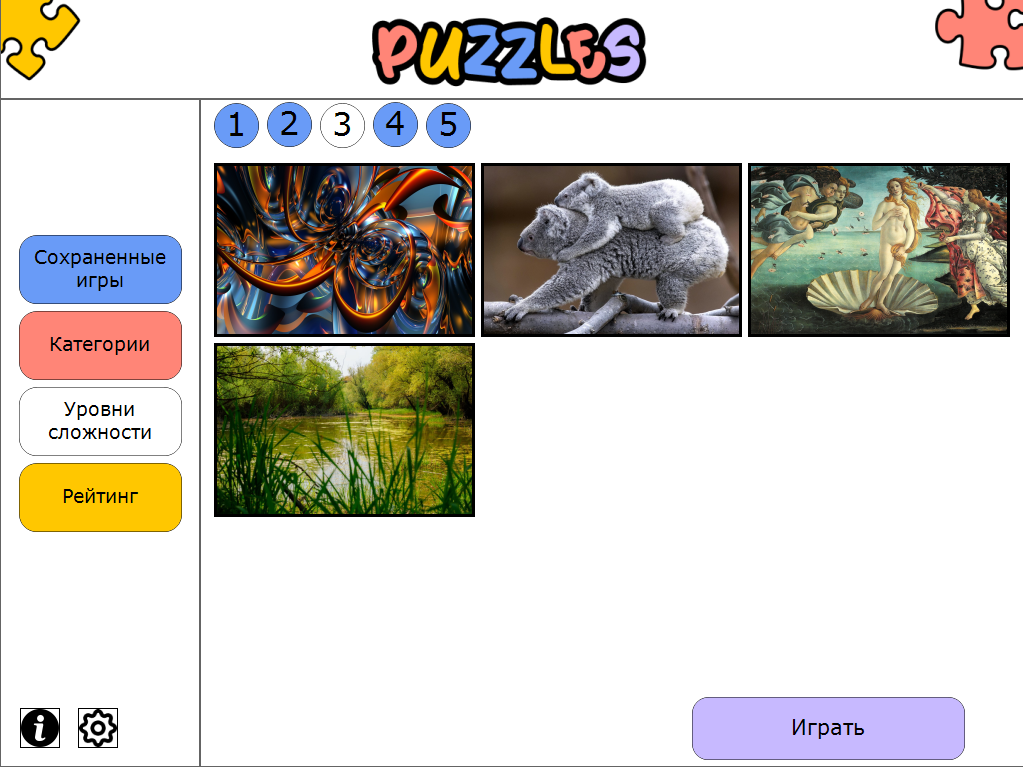 PUZZLES
1 2 3 4 5
Сохраненные
игры
Категории
Уровни
сложности
Рейтинг
i
Играть